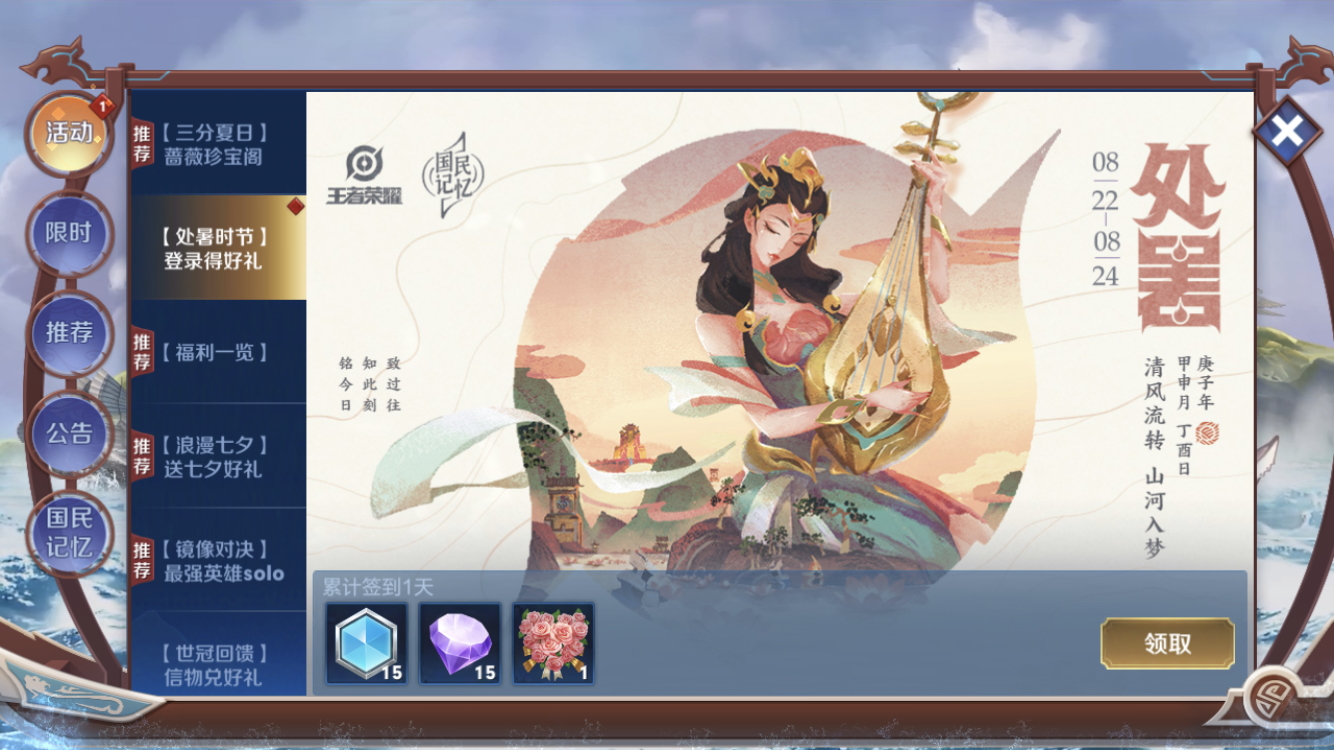 活动
1
限时
推荐
公告
国民
记忆
推荐
【三分夏日】
蔷薇珍宝阁
【处暑时节】
登录得好礼
推荐
【福利一览】
推荐
【浪漫七夕】
送七夕好礼
推荐
【镜像对决】
最强英雄solo
【世冠回馈】
信物兑好礼
王者荣耀
国民
记忆
致过往
知此刻
铭今日
处暑
08
22
08
24
庚子年
甲申月 丁酉日
清风流转 山河入梦
累计签到1天
15
15
1
领取